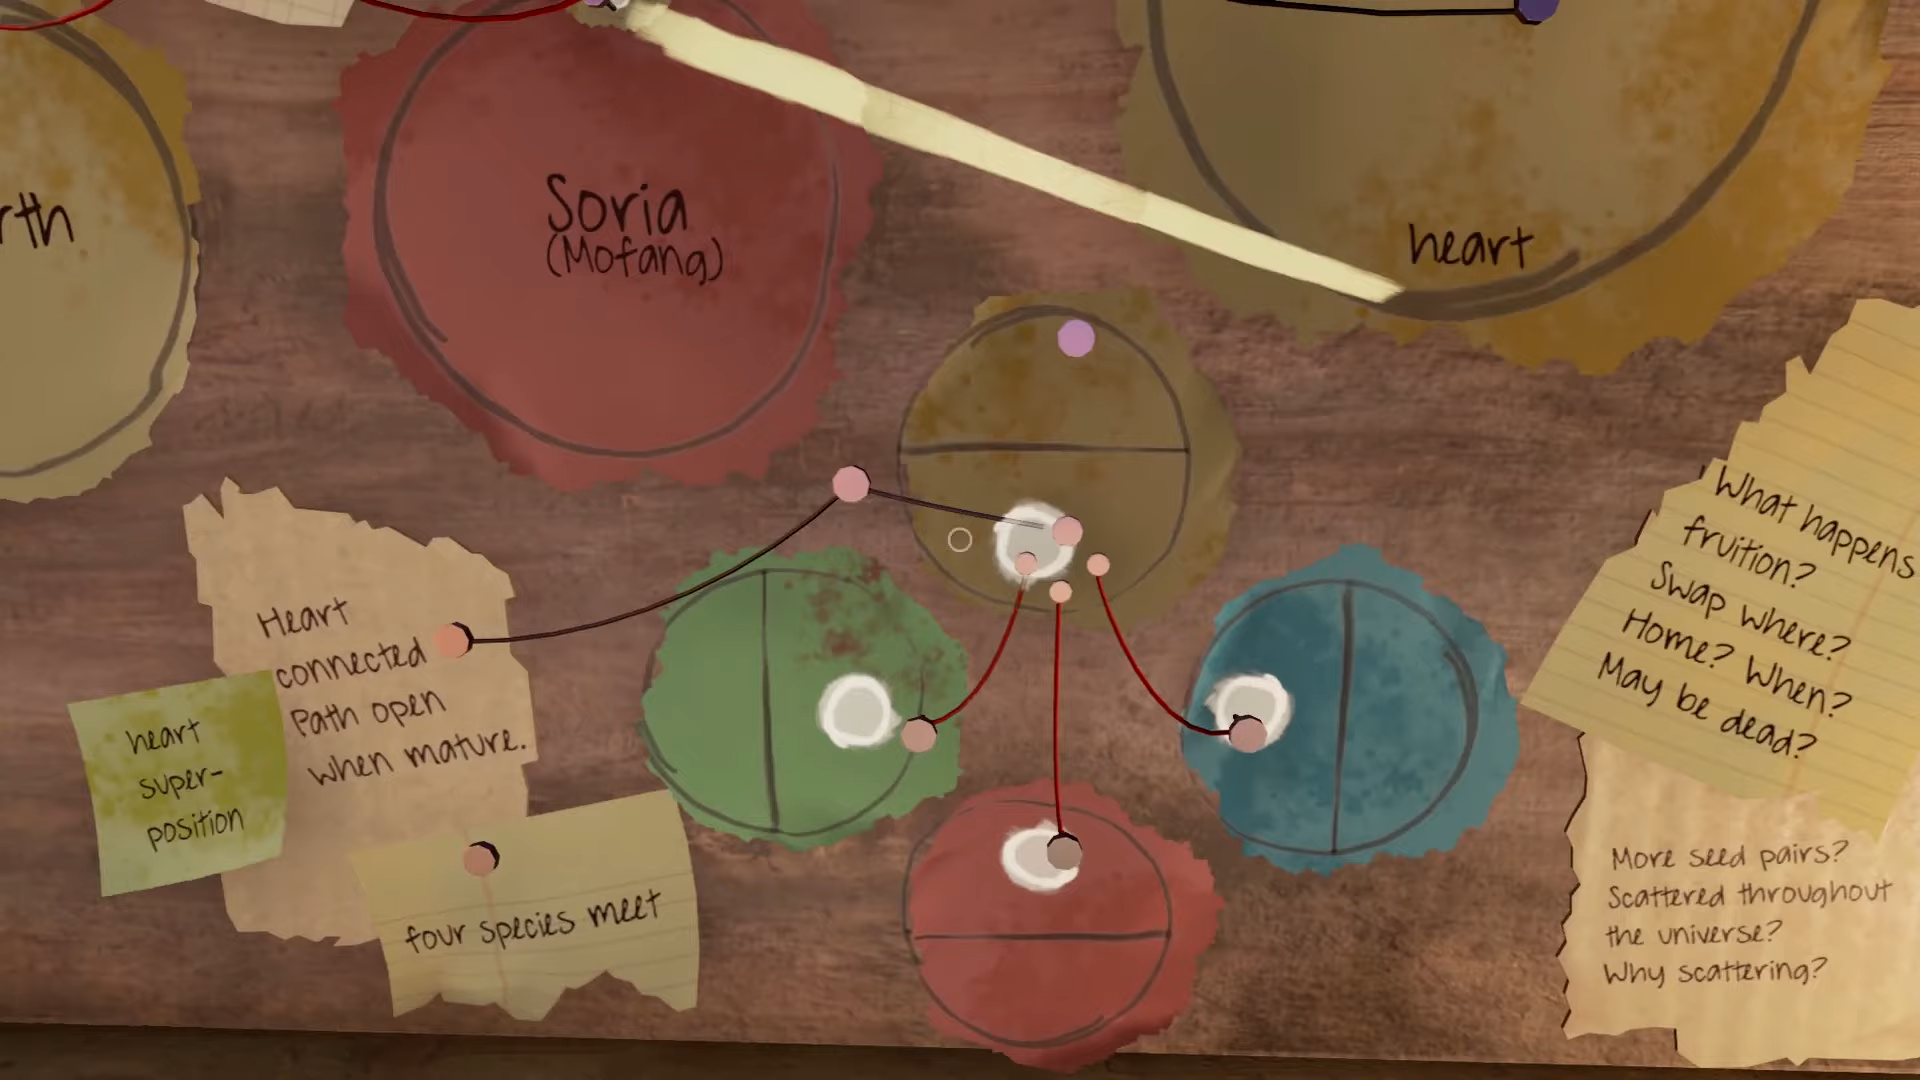 rth
Soria
(Mofang)
heart
Heart
connected
Path open
when mature.
heart
super-
position
four species meet
What happens
fruition?
Swap where?
Home? When?
May be dead?
More seed pairs?
Scattered throughout
the universe?
Why scattering?